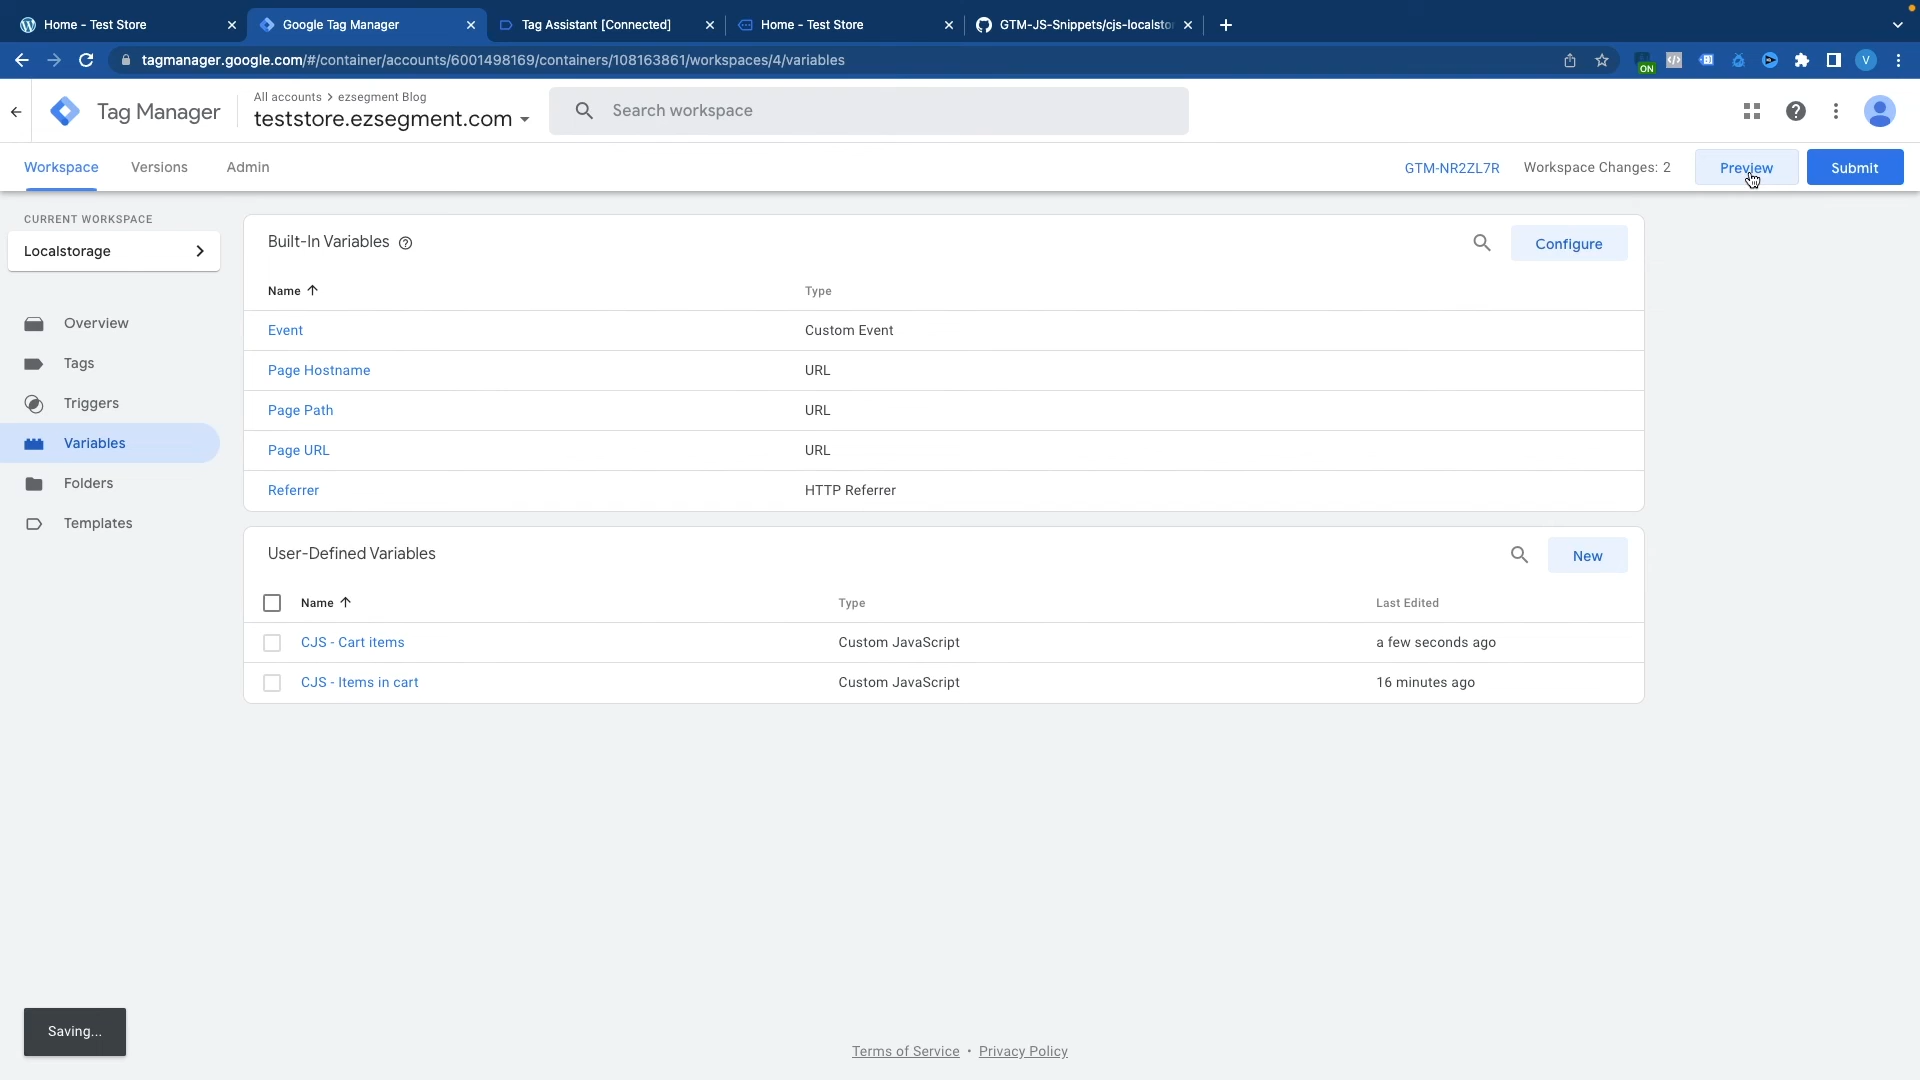 Home - Test Store
Google Tag Manager
Tag Assistant [Connected]
Home - Test Store
GTM-JS-Snippets/cjs-localsto
tagmanager.google.com/#/container/accounts/6001498169/containers/108163861/workspaces/4/variables
ON
V
Tag Manager
All accounts > ezsegment Blog
teststore.ezsegment.com
Search workspace
Workspace
Versions
Admin
GTM-NR2ZL7R
Workspace Changes: 2
Preview
Submit
CURRENT WORKSPACE
Localstorage
Overview
Tags
Triggers
Variables
Folders
Templates
Built-In Variables
Configure
Name Type
Event Custom Event
Page Hostname URL
Page Path URL
Page URL URL
Referrer HTTP Referrer
User-Defined Variables
New
Name Type Last Edited
CJS - Cart items Custom JavaScript a few seconds ago
CJS - Items in cart Custom JavaScript 16 minutes ago
Saving...
Terms of Service • Privacy Policy